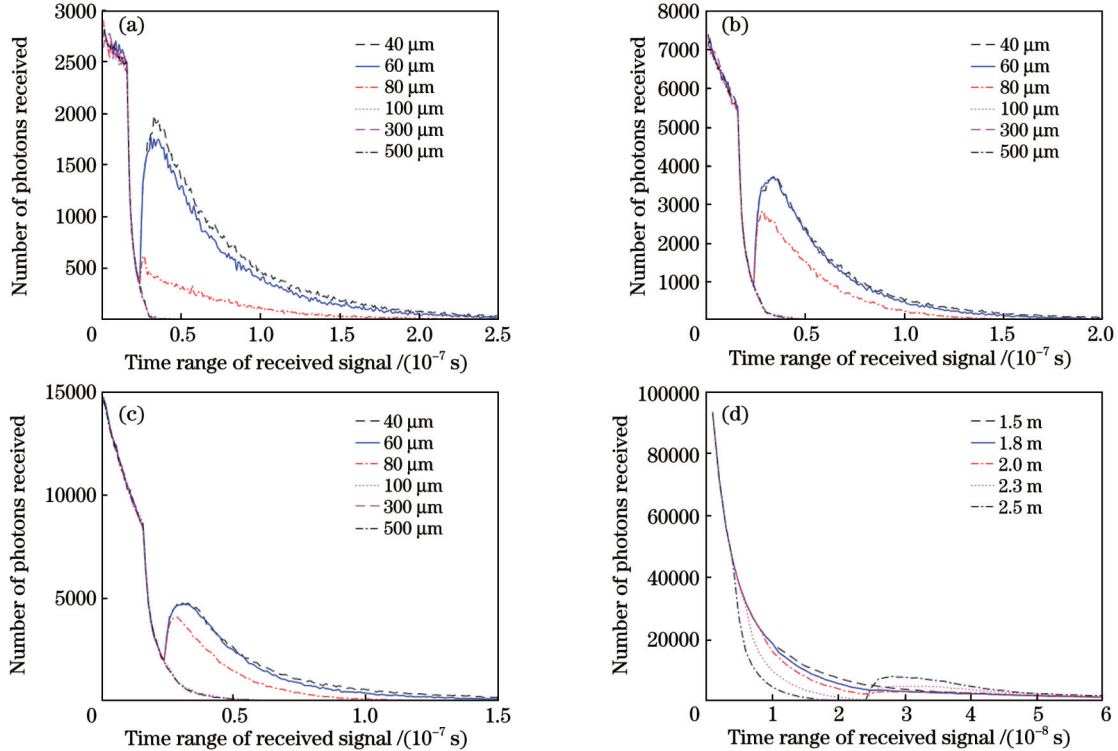 (a)
3000
2500
2000
1500
1000
500
0
0.5
1.0
1.5
2.0
2.5
Number of photons received
Time range of received signal /(10⁻⁷ s)
40 μm
60 μm
80 μm
100 μm
300 μm
500 μm
(b)
8000
7000
6000
5000
4000
3000
2000
1000
0
0.5
1.0
1.5
2.0
Number of photons received
Time range of received signal /(10⁻⁷ s)
40 μm
60 μm
80 μm
100 μm
300 μm
500 μm
(c)
15000
10000
5000
0
0.5
1.0
1.5
Number of photons received
Time range of received signal /(10⁻⁷ s)
40 μm
60 μm
80 μm
100 μm
300 μm
500 μm
(d)
100000
80000
60000
40000
20000
0
1
2
3
4
5
6
Number of photons received
Time range of received signal /(10⁻⁸ s)
1.5 m
1.8 m
2.0 m
2.3 m
2.5 m